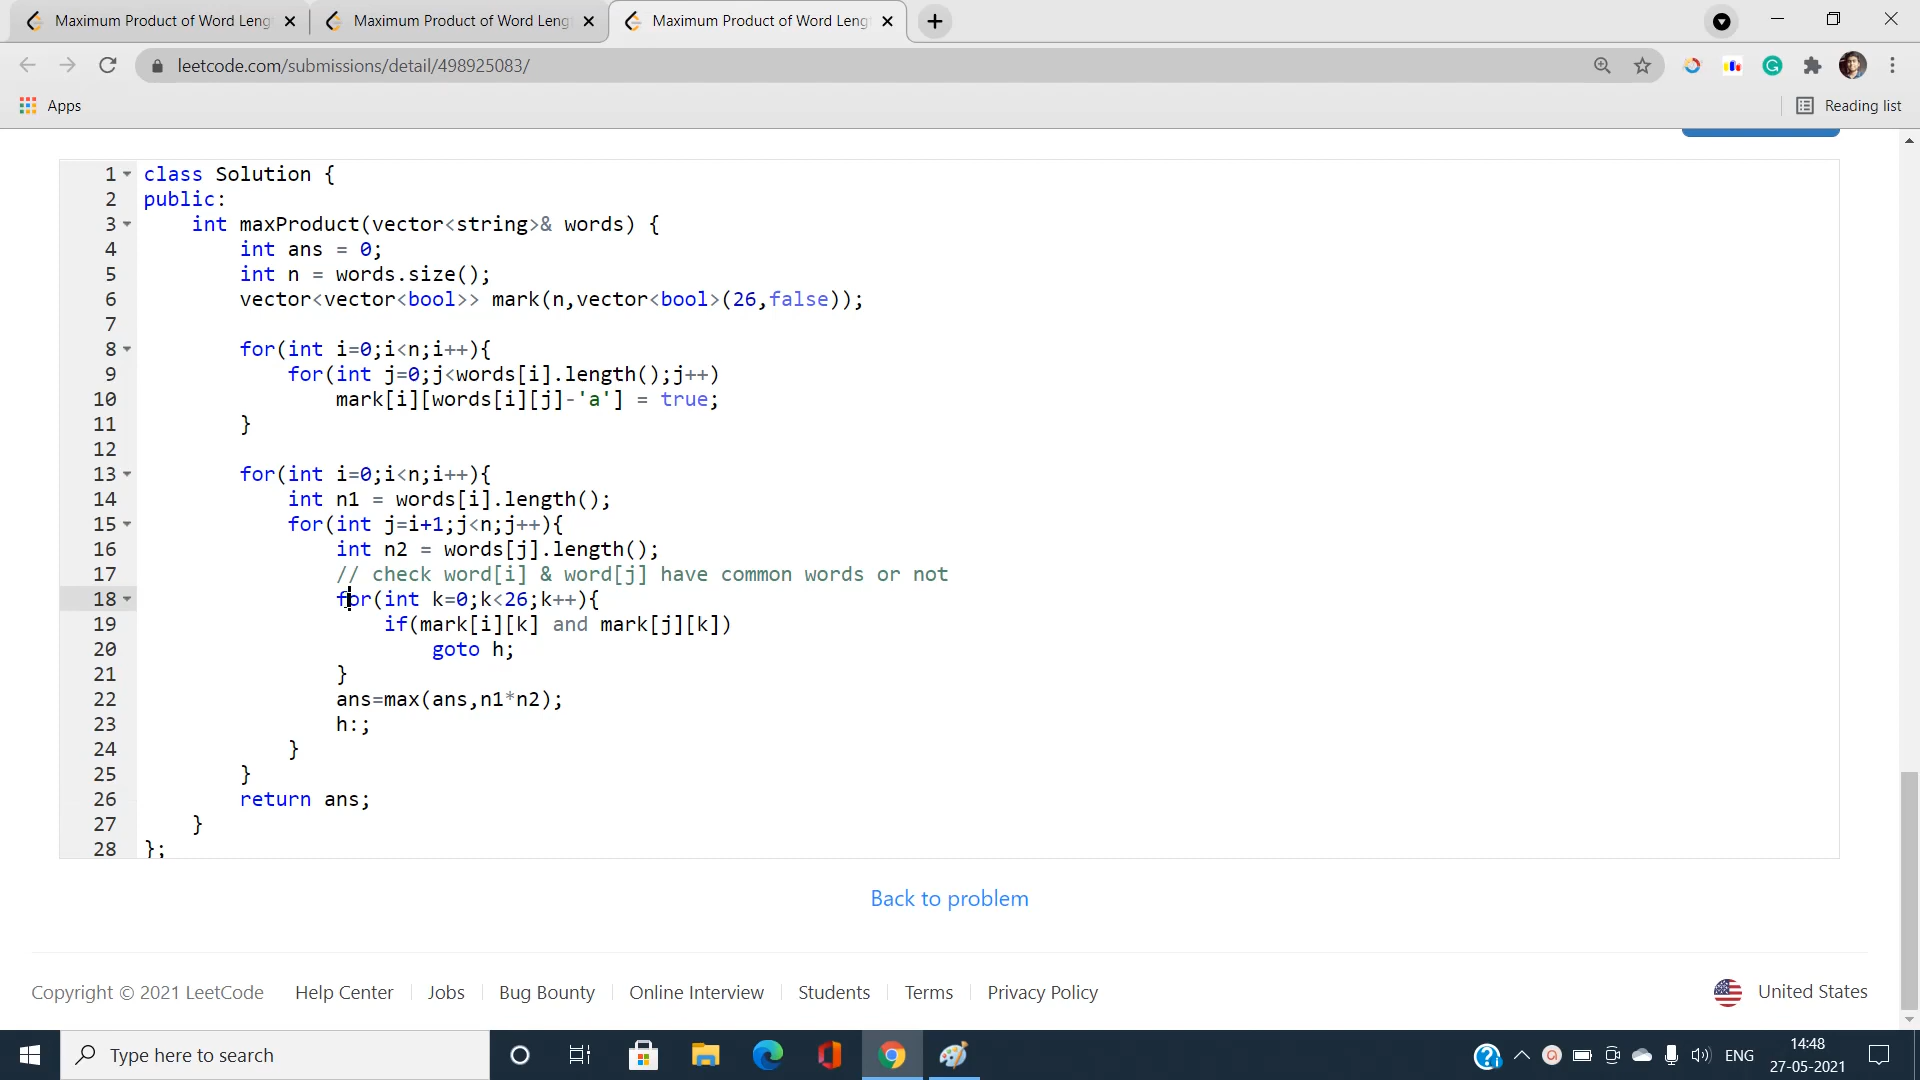 Maximum Product of Word Leng
Maximum Product of Word Leng
Maximum Product of Word Leng
leetcode.com/submissions/detail/498925083/
Apps
Reading list
1 class Solution {
2 public:
3 int maxProduct(vector<string>& words) {
4 int ans = 0;
5 int n = words.size();
6 vector<vector<bool>> mark(n,vector<bool>(26,false));
7
8 for(int i=0;i<n;i++){
9 for(int j=0;j<words[i].length();j++)
10 mark[i][words[i][j]-'a'] = true;
11 }
12
13 for(int i=0;i<n;i++){
14 int n1 = words[i].length();
15 for(int j=i+1;j<n;j++){
16 int n2 = words[j].length();
17 // check word[i] & word[j] have common words or not
18 for(int k=0;k<26;k++){
19 if(mark[i][k] and mark[j][k])
20 goto h;
21 }
22 ans=max(ans,n1*n2);
23 h:;
24 }
25 }
26 return ans;
27 }
28 };
Back to problem
Copyright © 2021 LeetCode Help Center Jobs Bug Bounty Online Interview Students Terms Privacy Policy United States
Type here to search
ENG
14:48
27-05-2021